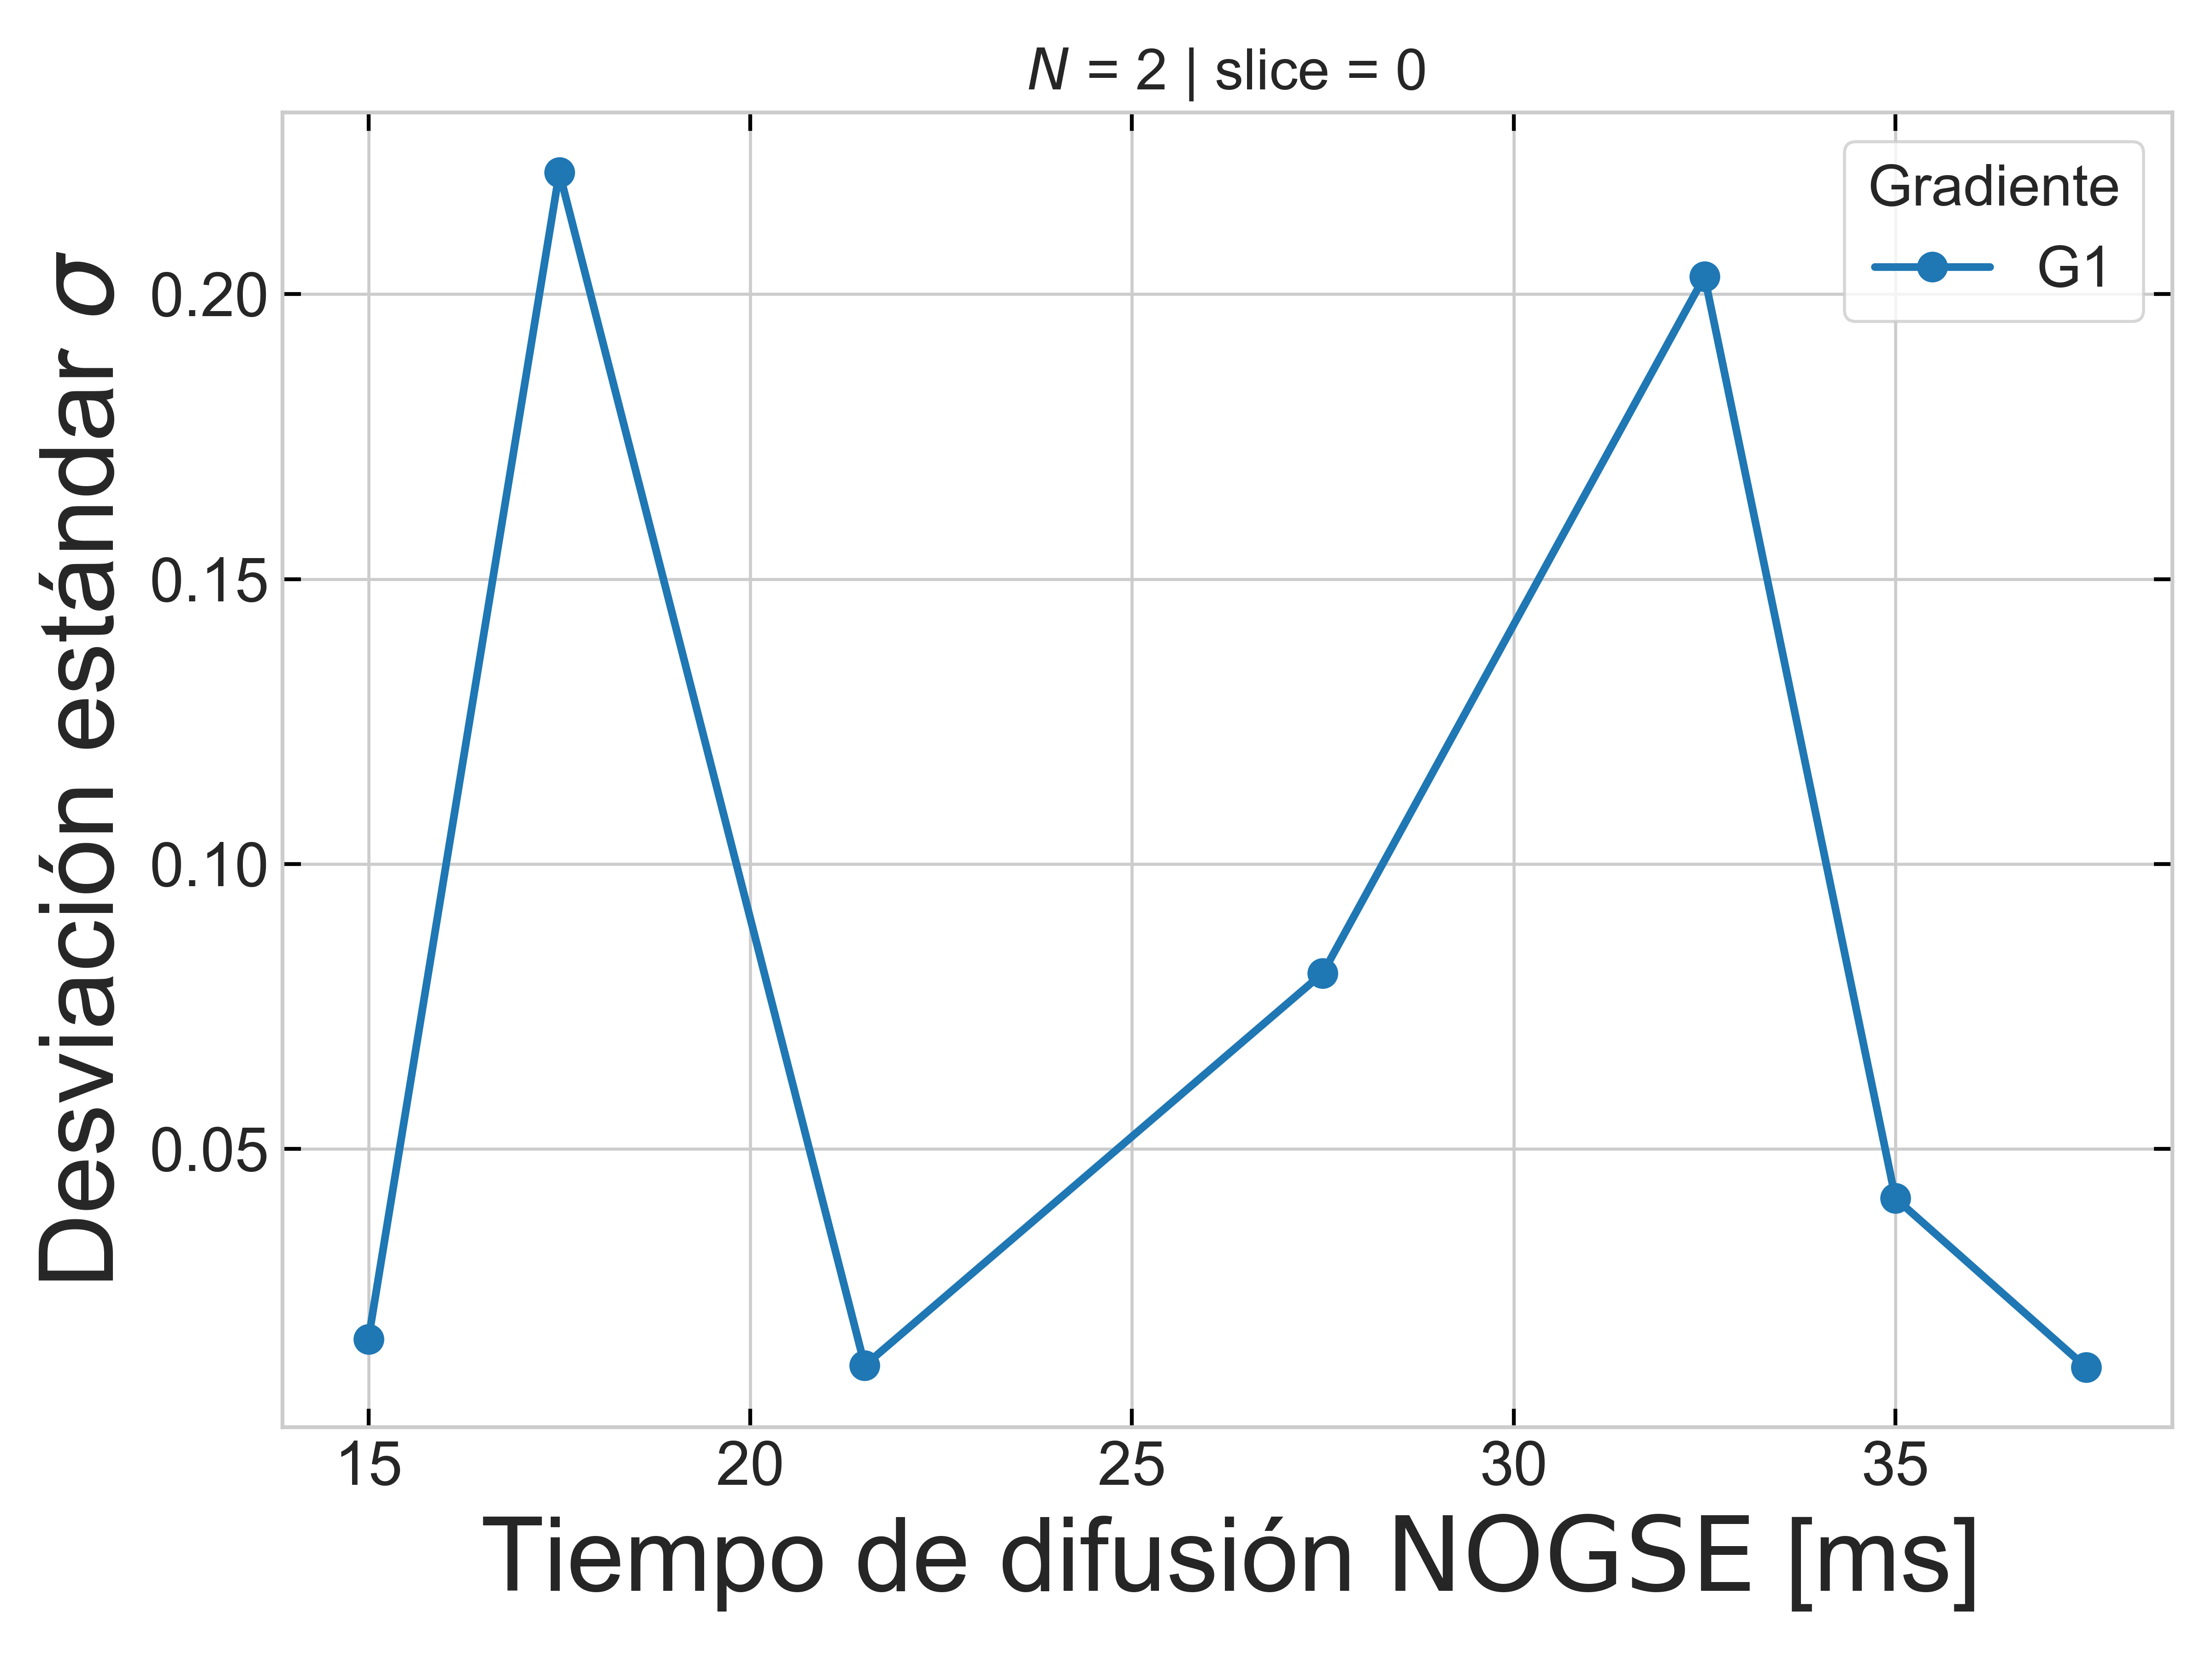 N = 2 | slice = 0
Gradiente
G1
Desviación estándar σ
0.20
0.15
0.10
0.05
15 20 25 30 35
Tiempo de difusión NOGSE [ms]